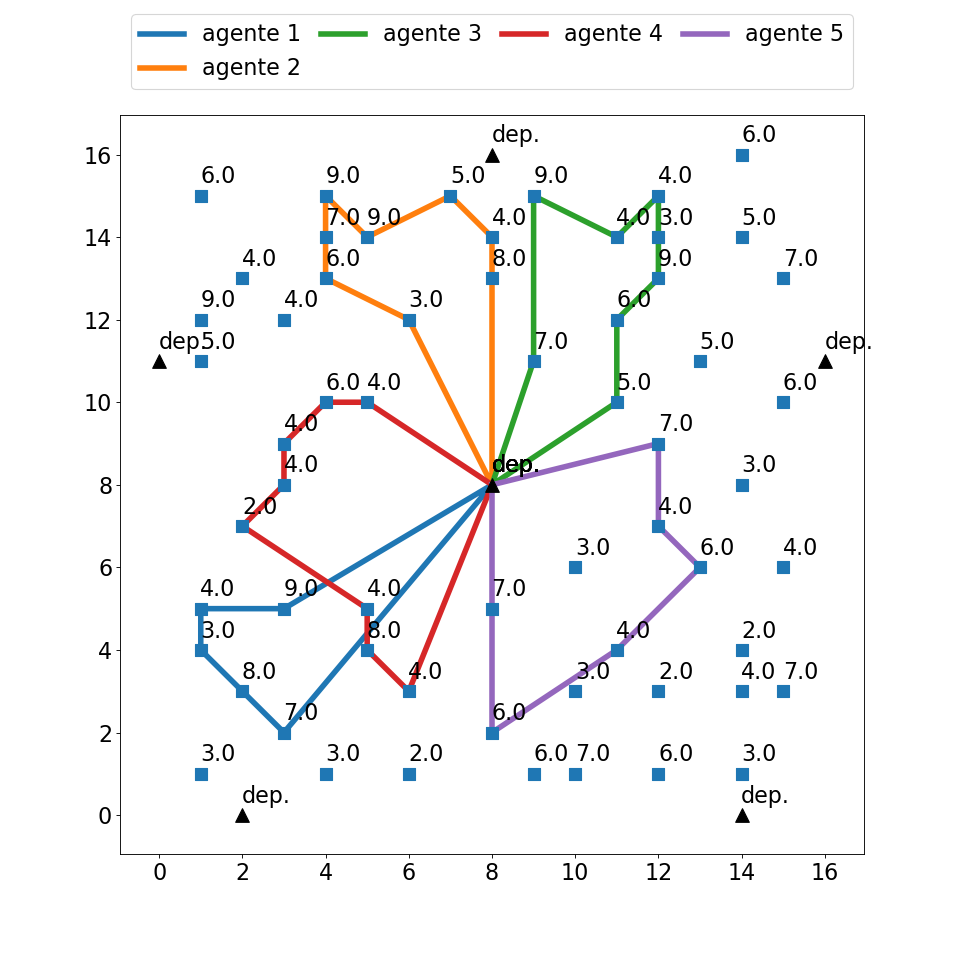 agente 1 agente 3 agente 4 agente 5
agente 2
dep. 6.0
16
6.0 9.0 5.0 9.0 4.0
7.0 9.0 4.0 4.0 3.0 5.0
14
4.0 6.0 8.0 9.0 7.0
9.0 4.0 3.0 6.0
12
dep. 5.0 7.0 5.0 dep.
6.0 4.0 5.0 6.0
10
4.0 7.0
4.0 dep. dep. 3.0
8
2.0 4.0
3.0 6.0 4.0
6
4.0 9.0 4.0 7.0
3.0 8.0 4.0 2.0
4
8.0 4.0 3.0 2.0 4.0 7.0
7.0 6.0
2
3.0 3.0 2.0 6.0 7.0 6.0 3.0
dep. dep.
0
0 2 4 6 8 10 12 14 16